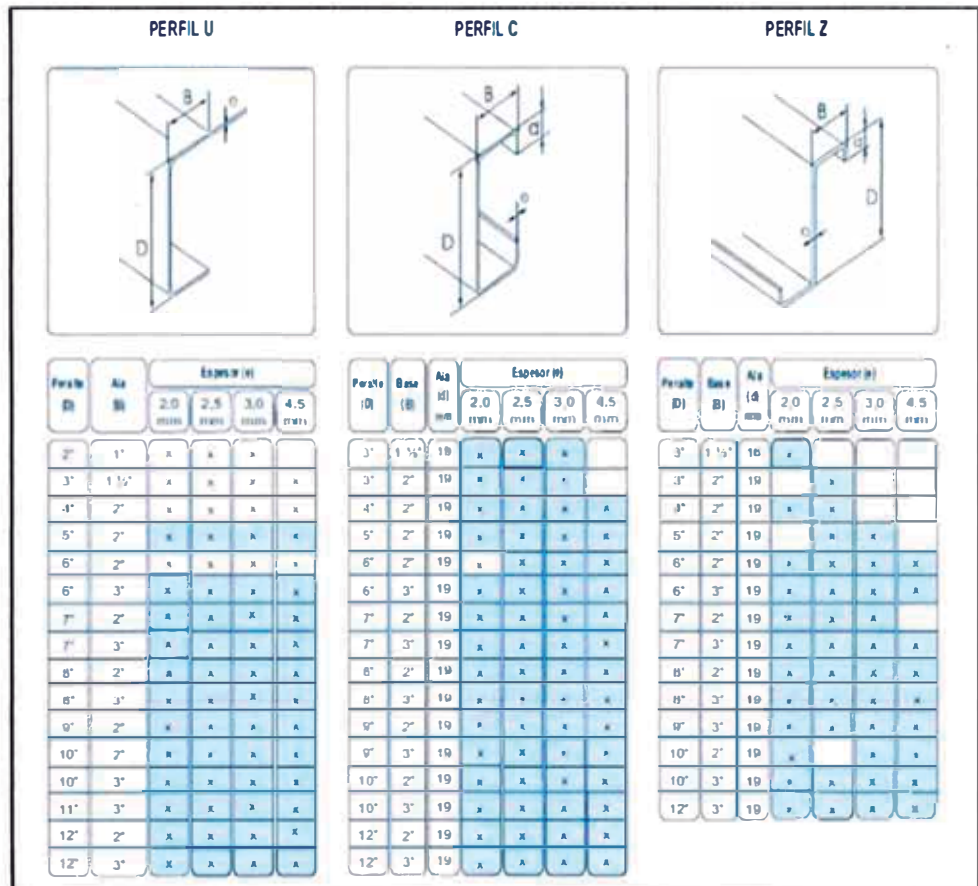 PERFIL U
PERFIL C
PERFIL Z
B e
D
B d
e
D
B d
D
e
Peralte (D) Ala (B) Espesor (e)
2.0 mm 2,5 mm 3,0 mm 4.5 mm
2" 1" x x x
3" 1 ½" x x x x
4" 2" x x x x
5" 2" x x x x
6" 2" x x x x
6" 3" x x x x
7" 2" x x x x
7" 3" x x x x
8" 2" x x x x
8" 3" x x x x
9" 2" x x x x
10" 2" x x x x
10" 3" x x x x
11" 3" x x x x
12" 2" x x x x
12" 3" x x x x
Peralte (D) Base (B) Ala (d) mm Espesor (e)
2.0 mm 2.5 mm 3,0 mm 4.5 mm
3" 1 ½" 19 x x x
3" 2" 19 x x x
4" 2" 19 x x x x
5" 2" 19 x x x x
6" 2" 19 x x x x
6" 3" 19 x x x x
7" 2" 19 x x x x
7" 3" 19 x x x x
8" 2" 19 x x x x
8" 3" 19 x x x x
9" 2" 19 x x x x
9" 3" 19 x x x x
10" 2" 19 x x x x
10" 3" 19 x x x x
12" 2" 19 x x x x
12" 3" 19 x x x x
Peralte (D) Base (B) Ala (d) mm Espesor (e)
2,0 mm 2,5 mm 3,0 mm 4.5 mm
3" 1 ½" 16 x
3" 2" 19 x
4" 2" 19 x x
5" 2" 19 x x
6" 2" 19 x x x x
6" 3" 19 x x x x
7" 2" 19 x x x
7" 3" 19 x x x x
8" 2" 19 x x x x
8" 3" 19 x x x x
9" 3" 19 x x x x
10" 2" 19 x x x
10" 3" 19 x x x x
12" 3" 19 x x x x